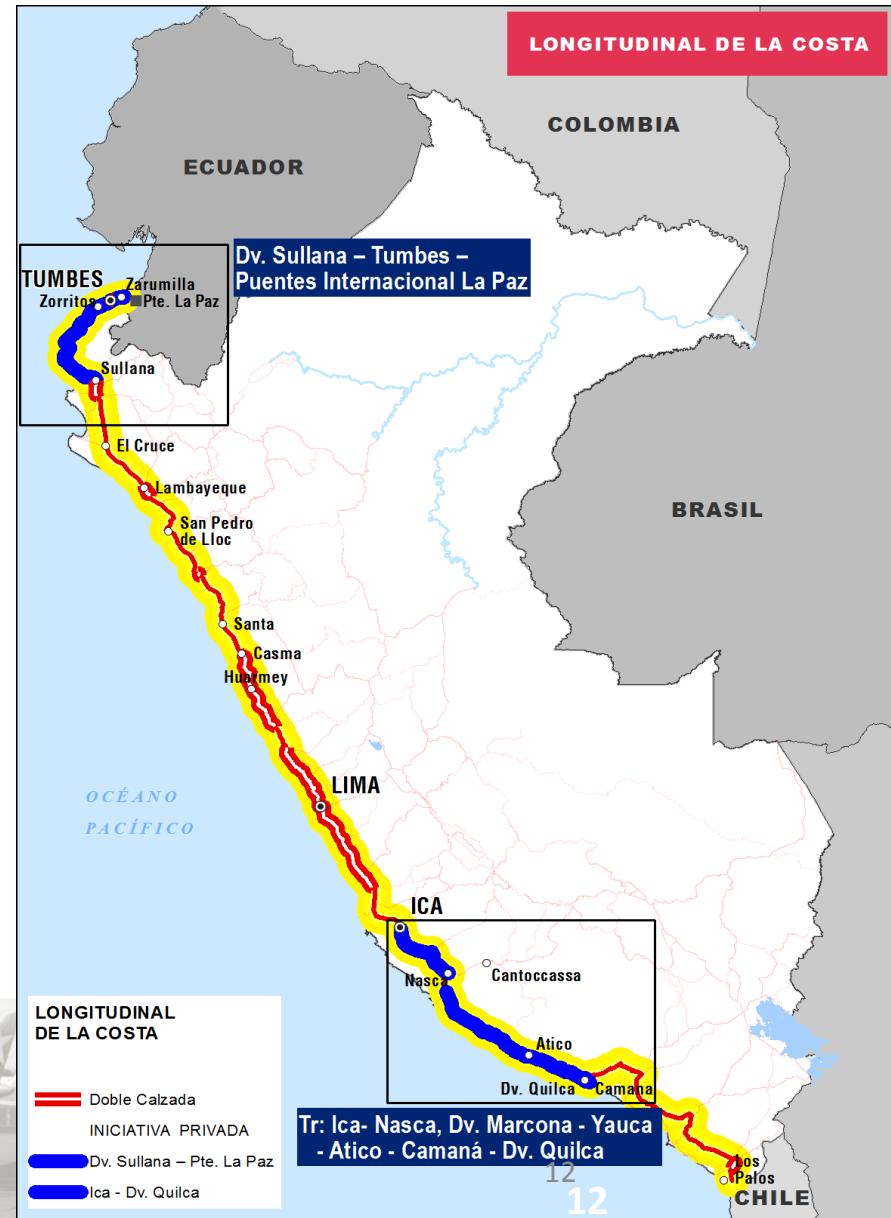 LONGITUDINAL DE LA COSTA
COLOMBIA
ECUADOR
Dv. Sullana – Tumbes –
Puentes Internacional La Paz
TUMBES
Zarumilla
Zorritos
Pte. La Paz
Sullana
El Cruce
Lambayeque
San Pedro
de Lloc
BRASIL
Santa
Casma
Huarmey
LIMA
OCÉANO
PACÍFICO
ICA
Cantoccassa
Nasca
Atico
Dv. Quilca
Camana
LONGITUDINAL
DE LA COSTA
Doble Calzada
INICIATIVA PRIVADA
Dv. Sullana – Pte. La Paz
Ica - Dv. Quilca
Tr: Ica- Nasca, Dv. Marcona - Yauca
- Atico - Camaná - Dv. Quilca
12
12
Los
Palos
CHILE